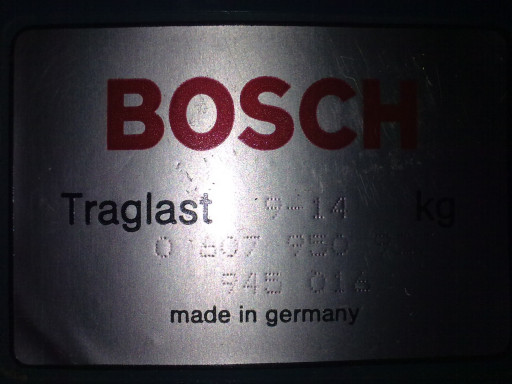 BOSCH
Traglast 9-14 kg
0 607 950
945 014
made in germany